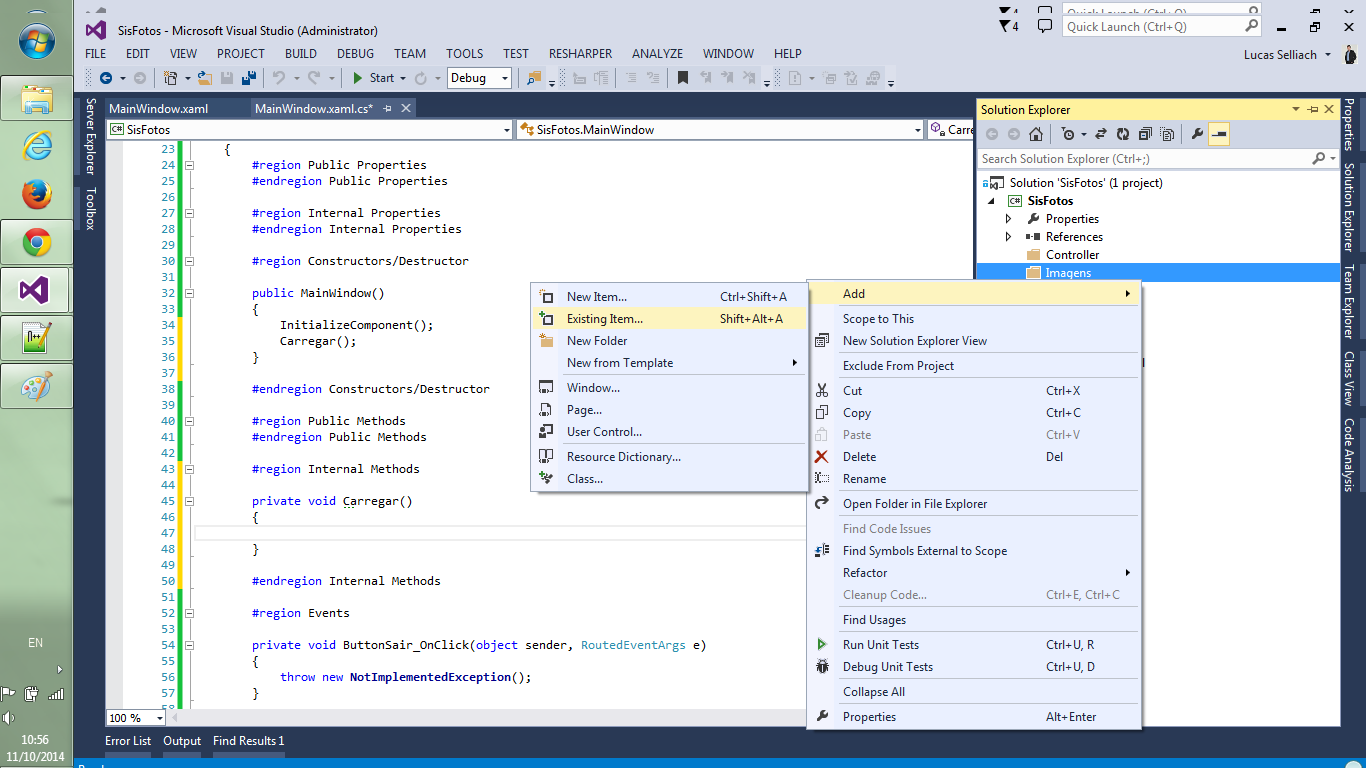 4
Quick Launch (Ctrl+Q)
SisFotos - Microsoft Visual Studio (Administrator)
4
Quick Launch (Ctrl+Q)
FILE EDIT VIEW PROJECT BUILD DEBUG TEAM TOOLS TEST RESHARPER ANALYZE WINDOW HELP
Lucas Selliach
Start
Debug
Server Explorer
Toolbox
MainWindow.xaml
MainWindow.xaml.cs*
C# SisFotos
SisFotos.MainWindow
Carre
23 {
24 #region Public Properties
25 #endregion Public Properties
26
27 #region Internal Properties
28 #endregion Internal Properties
29
30 #region Constructors/Destructor
31
32 public MainWindow()
33 {
34 InitializeComponent();
35 Carregar();
36 }
37
38 #endregion Constructors/Destructor
39
40 #region Public Methods
41 #endregion Public Methods
42
43 #region Internal Methods
44
45 private void Carregar()
46 {
47
48 }
49
50 #endregion Internal Methods
51
52 #region Events
53
54 private void ButtonSair_OnClick(object sender, RoutedEventArgs e)
55 {
56 throw new NotImplementedException();
57 }
58
100 %
New Item... Ctrl+Shift+A
Existing Item... Shift+Alt+A
New Folder
New from Template
Window...
Page...
User Control...
Resource Dictionary...
Class...
Add
Scope to This
New Solution Explorer View
Exclude From Project
Cut Ctrl+X
Copy Ctrl+C
Paste Ctrl+V
Delete Del
Rename
Open Folder in File Explorer
Find Code Issues
Find Symbols External to Scope
Refactor
Cleanup Code... Ctrl+E, Ctrl+C
Find Usages
Run Unit Tests Ctrl+U, R
Debug Unit Tests Ctrl+U, D
Collapse All
Properties Alt+Enter
Solution Explorer
Search Solution Explorer (Ctrl+;)
Solution 'SisFotos' (1 project)
C# SisFotos
Properties
References
Controller
Imagens
Properties
Solution Explorer
Team Explorer
Class View
Code Analysis
Error List Output Find Results 1
EN
10:56
11/10/2014